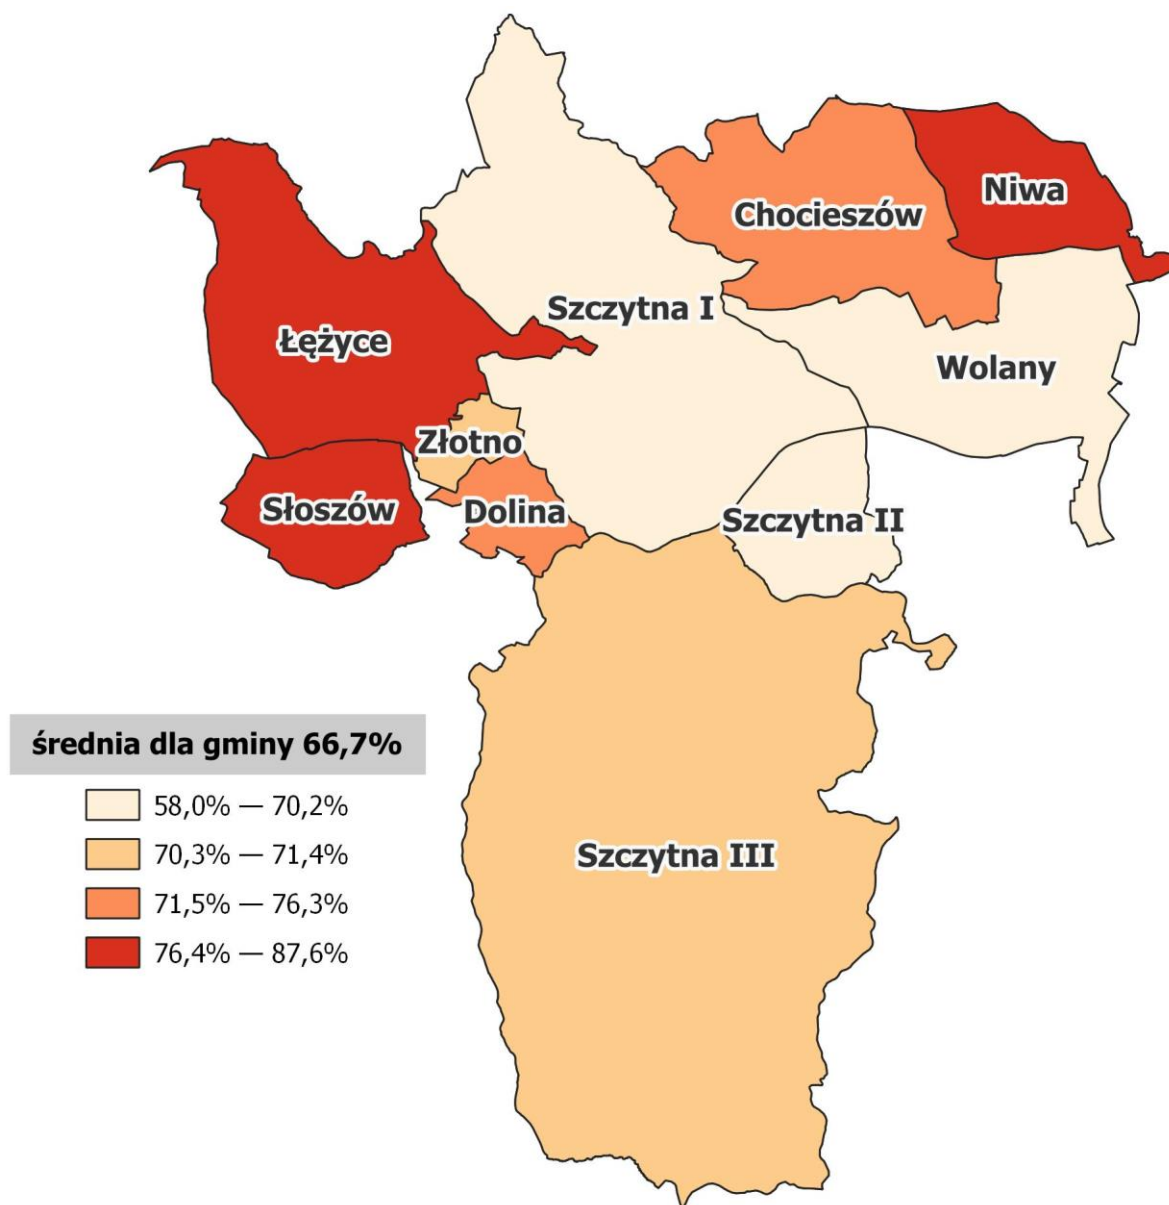 Niwa
Chocieszów
Szczytna I
Łężyce
Wolany
Złotno
Słoszów
Dolina
Szczytna II
średnia dla gminy 66,7%
58,0% — 70,2%
70,3% — 71,4%
71,5% — 76,3%
76,4% — 87,6%
Szczytna III